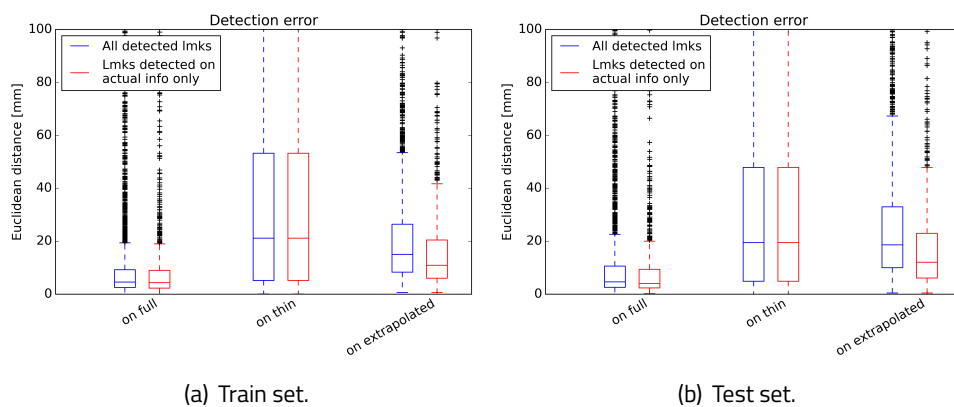 Detection error
100
80
60
40
20
0
Euclidean distance [mm]
All detected lmks
Lmks detected on
actual info only
on full
on thin
on extrapolated
(a) Train set.
Detection error
100
80
60
40
20
0
Euclidean distance [mm]
All detected lmks
Lmks detected on
actual info only
on full
on thin
on extrapolated
(b) Test set.